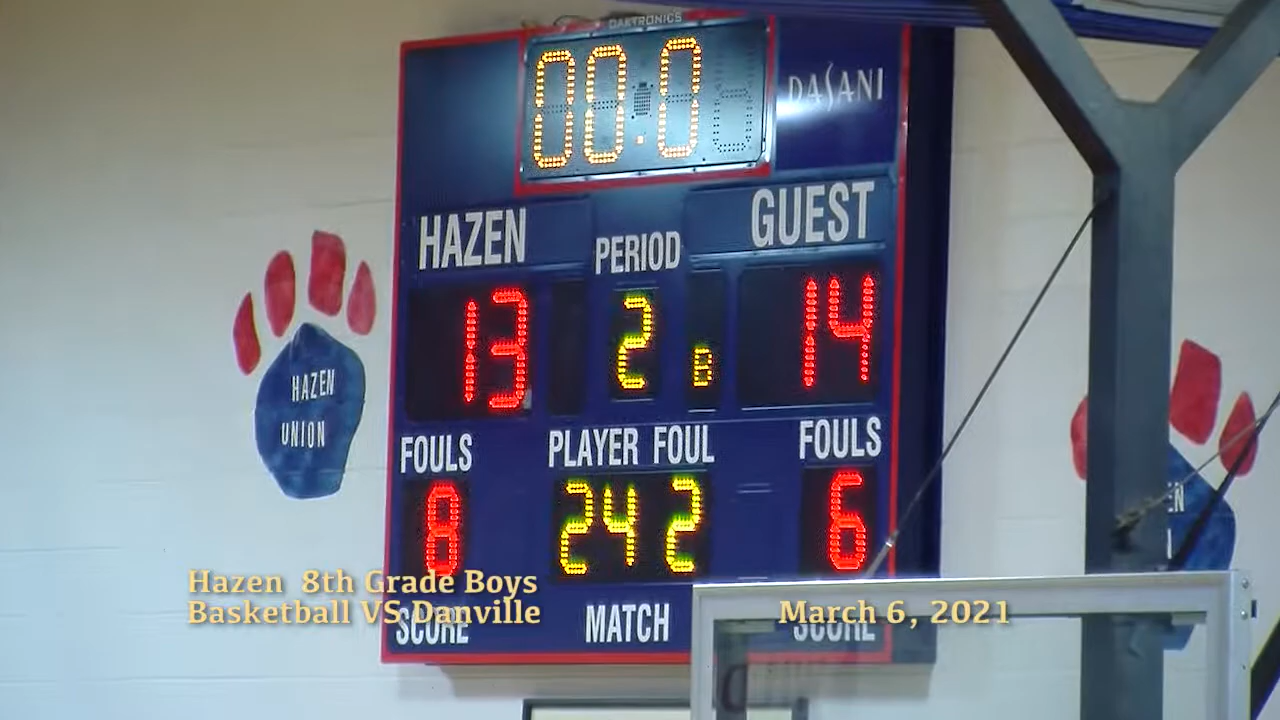 DAKTRONICS
00:0
DASANI
HAZEN
GUEST
PERIOD
13
2
B
14
HAZEN
UNION
FOULS
PLAYER FOUL
FOULS
8
24 2
6
EN
Hazen 8th Grade Boys
Basketball VS Danville
March 6, 2021
SCORE
MATCH
SCORE